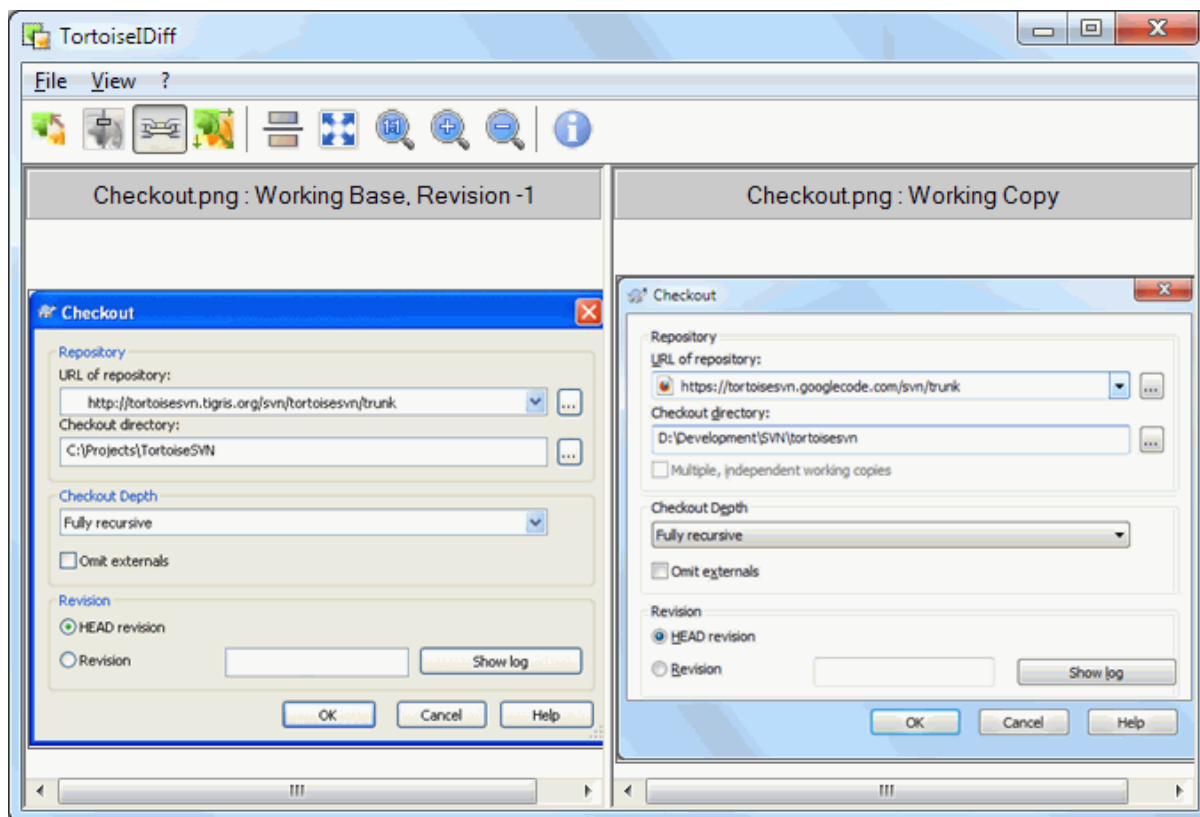 TortoiseIDiff
File View ?
1:1
Checkout.png : Working Base, Revision -1
Checkout
Repository
URL of repository:
http://tortoisesvn.tigris.org/svn/tortoisesvn/trunk
...
Checkout directory:
C:\Projects\TortoiseSVN
...
Checkout Depth
Fully recursive
Omit externals
Revision
HEAD revision
Revision
Show log
OK Cancel Help
Checkout.png : Working Copy
Checkout
Repository
URL of repository:
https://tortoisesvn.googlecode.com/svn/trunk
...
Checkout directory:
D:\Development\SVN\tortoisesvn
...
Multiple, independent working copies
Checkout Depth
Fully recursive
Omit externals
Revision
HEAD revision
Revision
Show log
OK Cancel Help